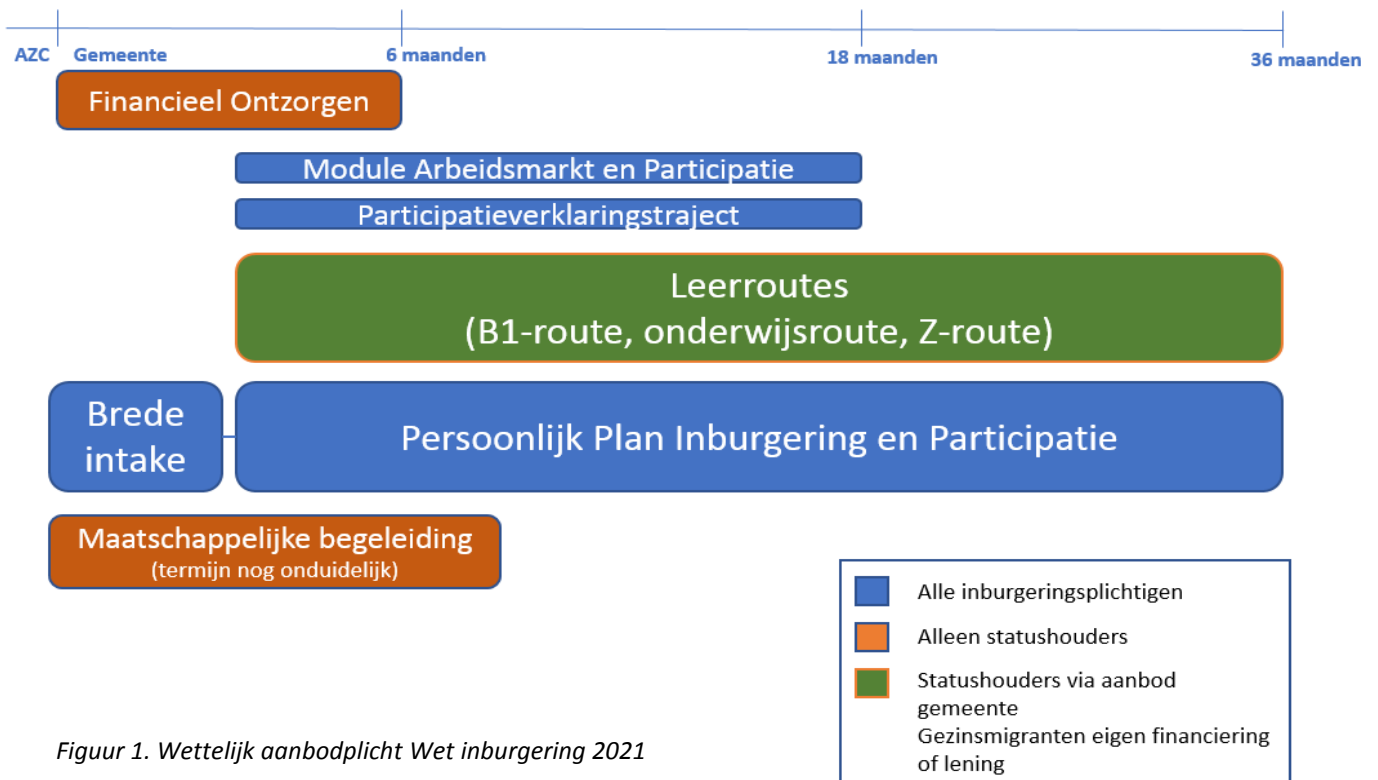 AZC Gemeente 6 maanden 18 maanden 36 maanden
Financieel Ontzorgen
Module Arbeidsmarkt en Participatie
Participatieverklaringstraject
Leerroutes
(B1-route, onderwijsroute, Z-route)
Brede
intake
Persoonlijk Plan Inburgering en Participatie
Maatschappelijke begeleiding
(termijn nog onduidelijk)
Alle inburgeringsplichtigen
Alleen statushouders
Statushouders via aanbod
gemeente
Gezinsmigranten eigen financiering
of lening
Figuur 1. Wettelijk aanbodplicht Wet inburgering 2021